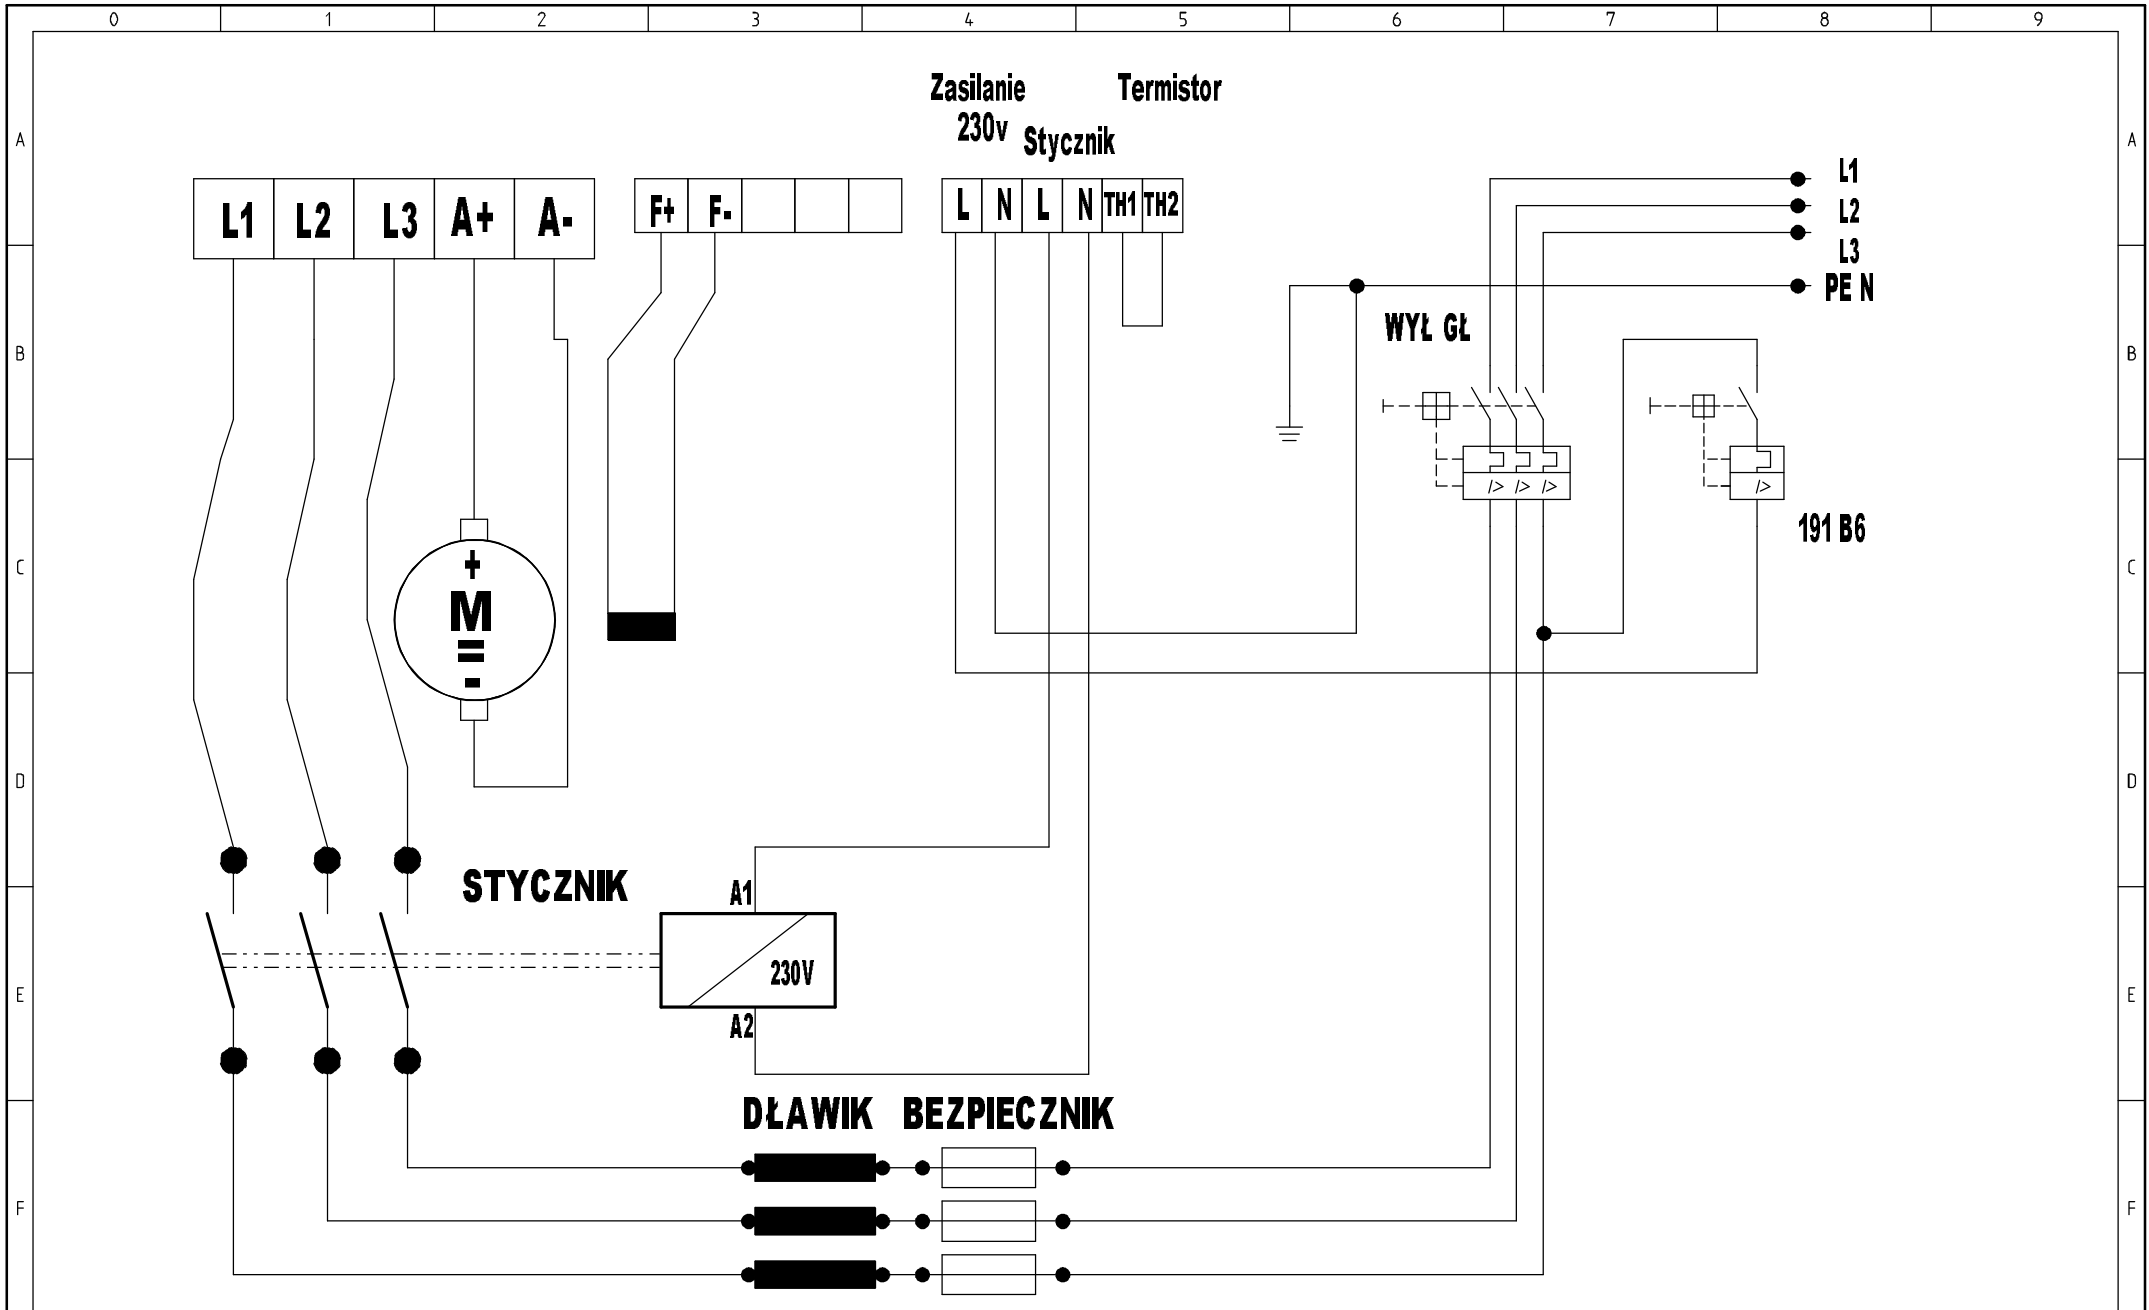 0 1 2 3 4 5 6 7 8 9
Zasilanie
230v
Stycznik
Termistor
A A
L1 L2 L3 A+ A-
F+ F-
L N L N TH1 TH2
L1
L2
L3
PE N
WYŁ GŁ
B B
/> /> />
/>
191 B6
C C
+
M
=
-
D D
STYCZNIK
A1
230V
A2
E E
DŁAWIK BEZPIECZNIK
F F